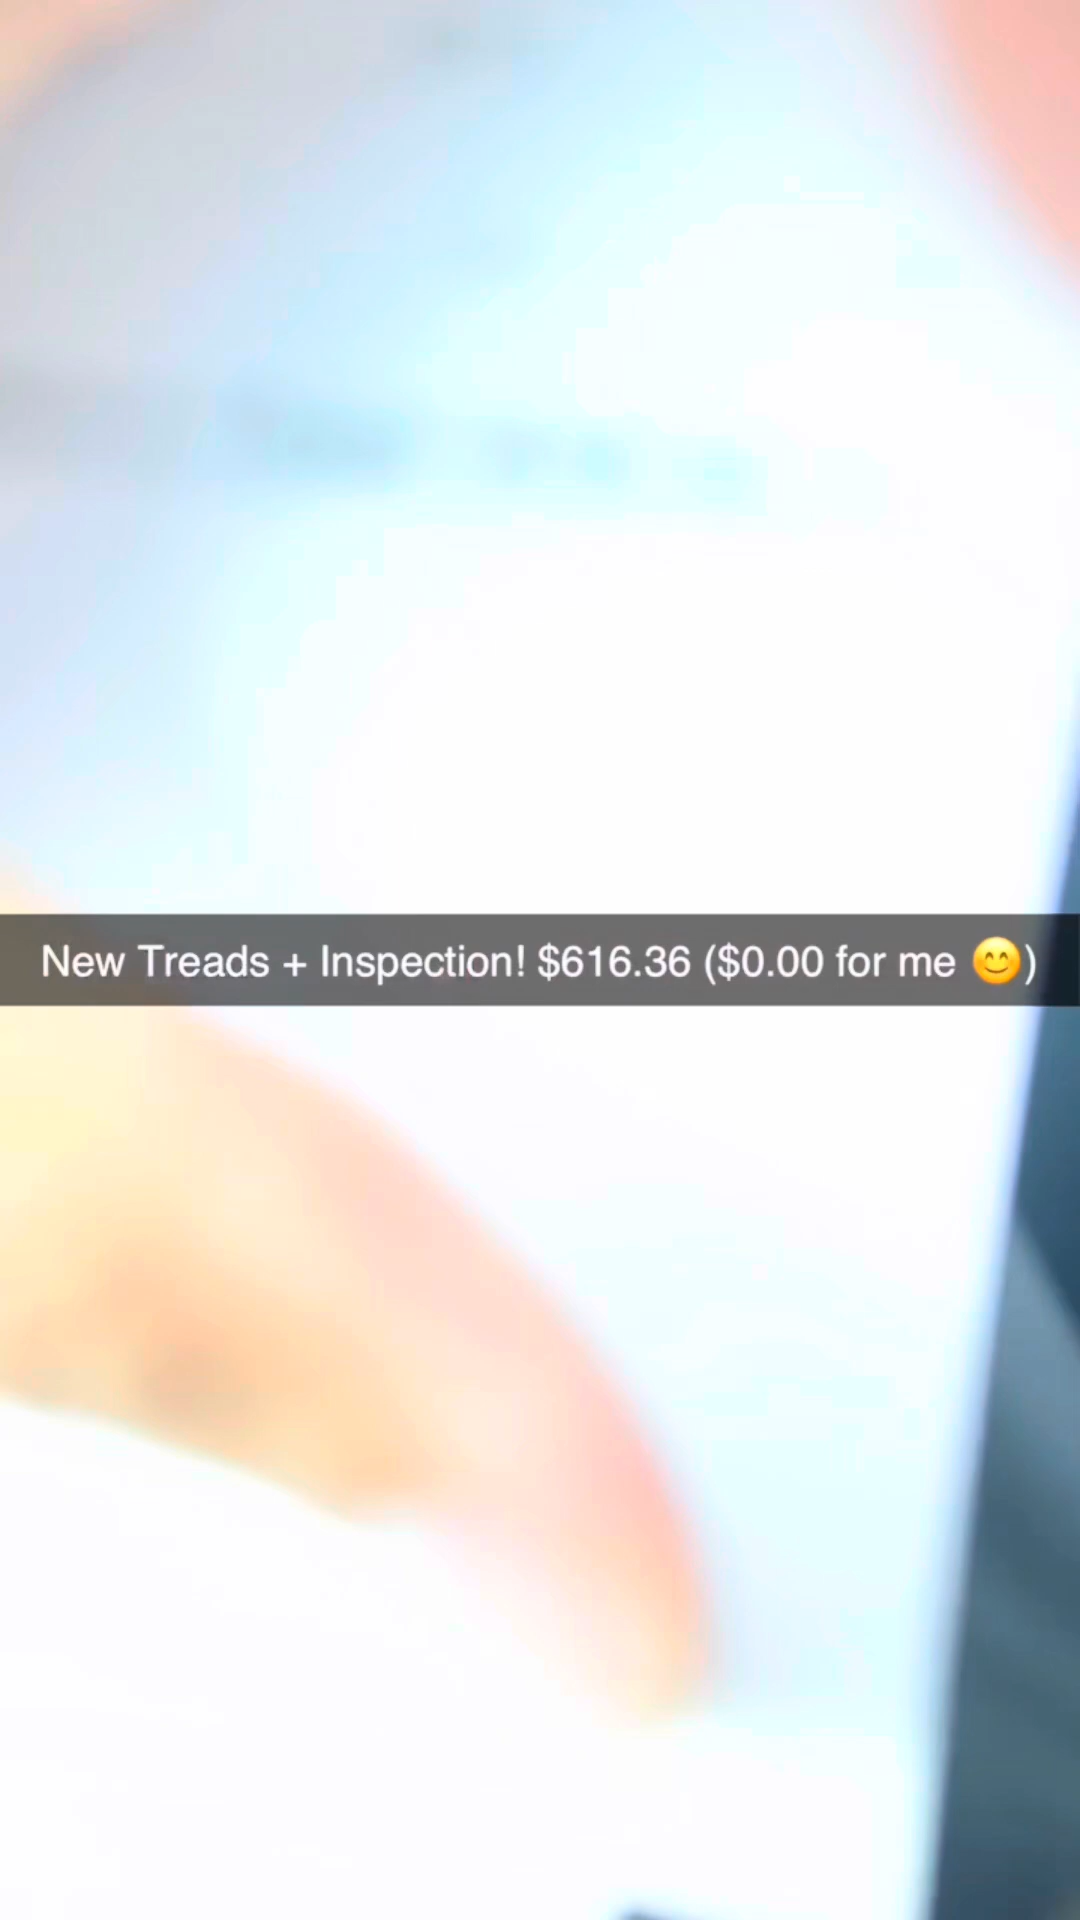 New Treads + Inspection! $616.36 ($0.00 for me 😊)